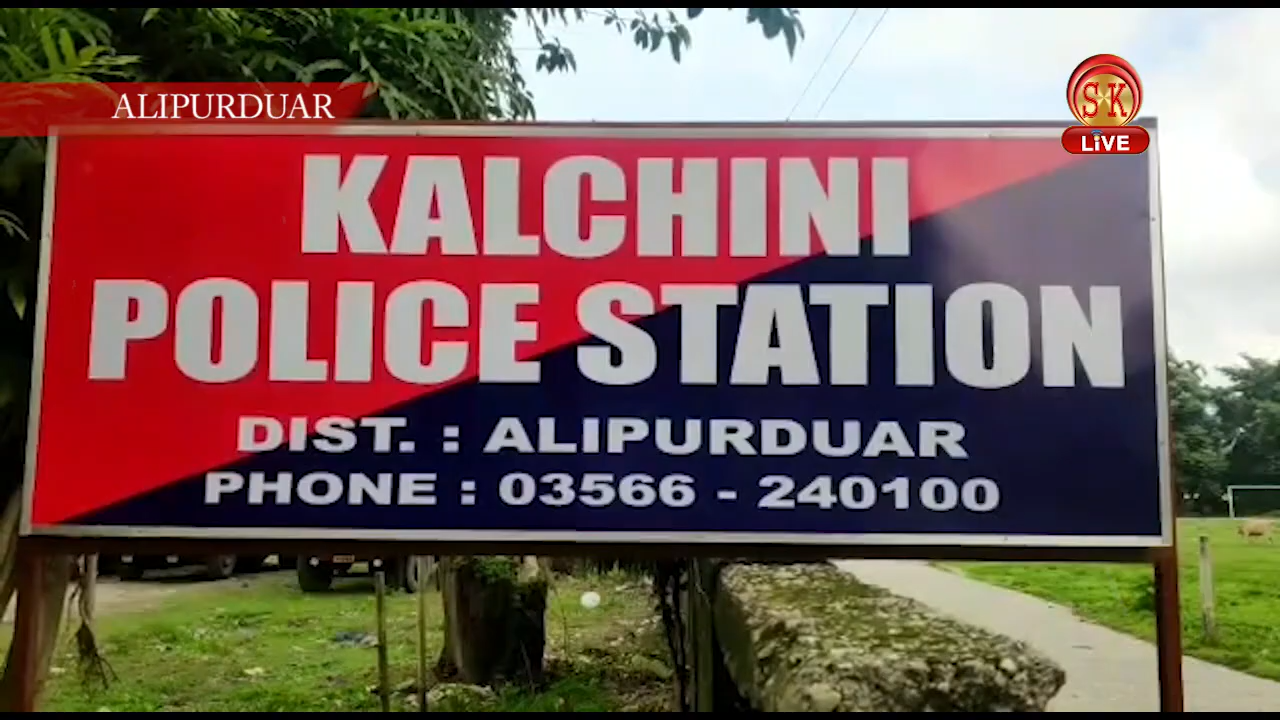 ALIPURDUAR
SK
LiVE
KALCHINI
POLICE STATION
DIST. : ALIPURDUAR
PHONE : 03566 - 240100